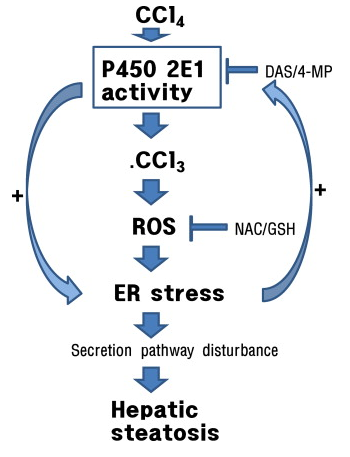 CCl₄
P450 2E1
activity
DAS/4-MP
.CCl₃
+
+
ROS
NAC/GSH
ER stress
Secretion pathway disturbance
Hepatic
steatosis